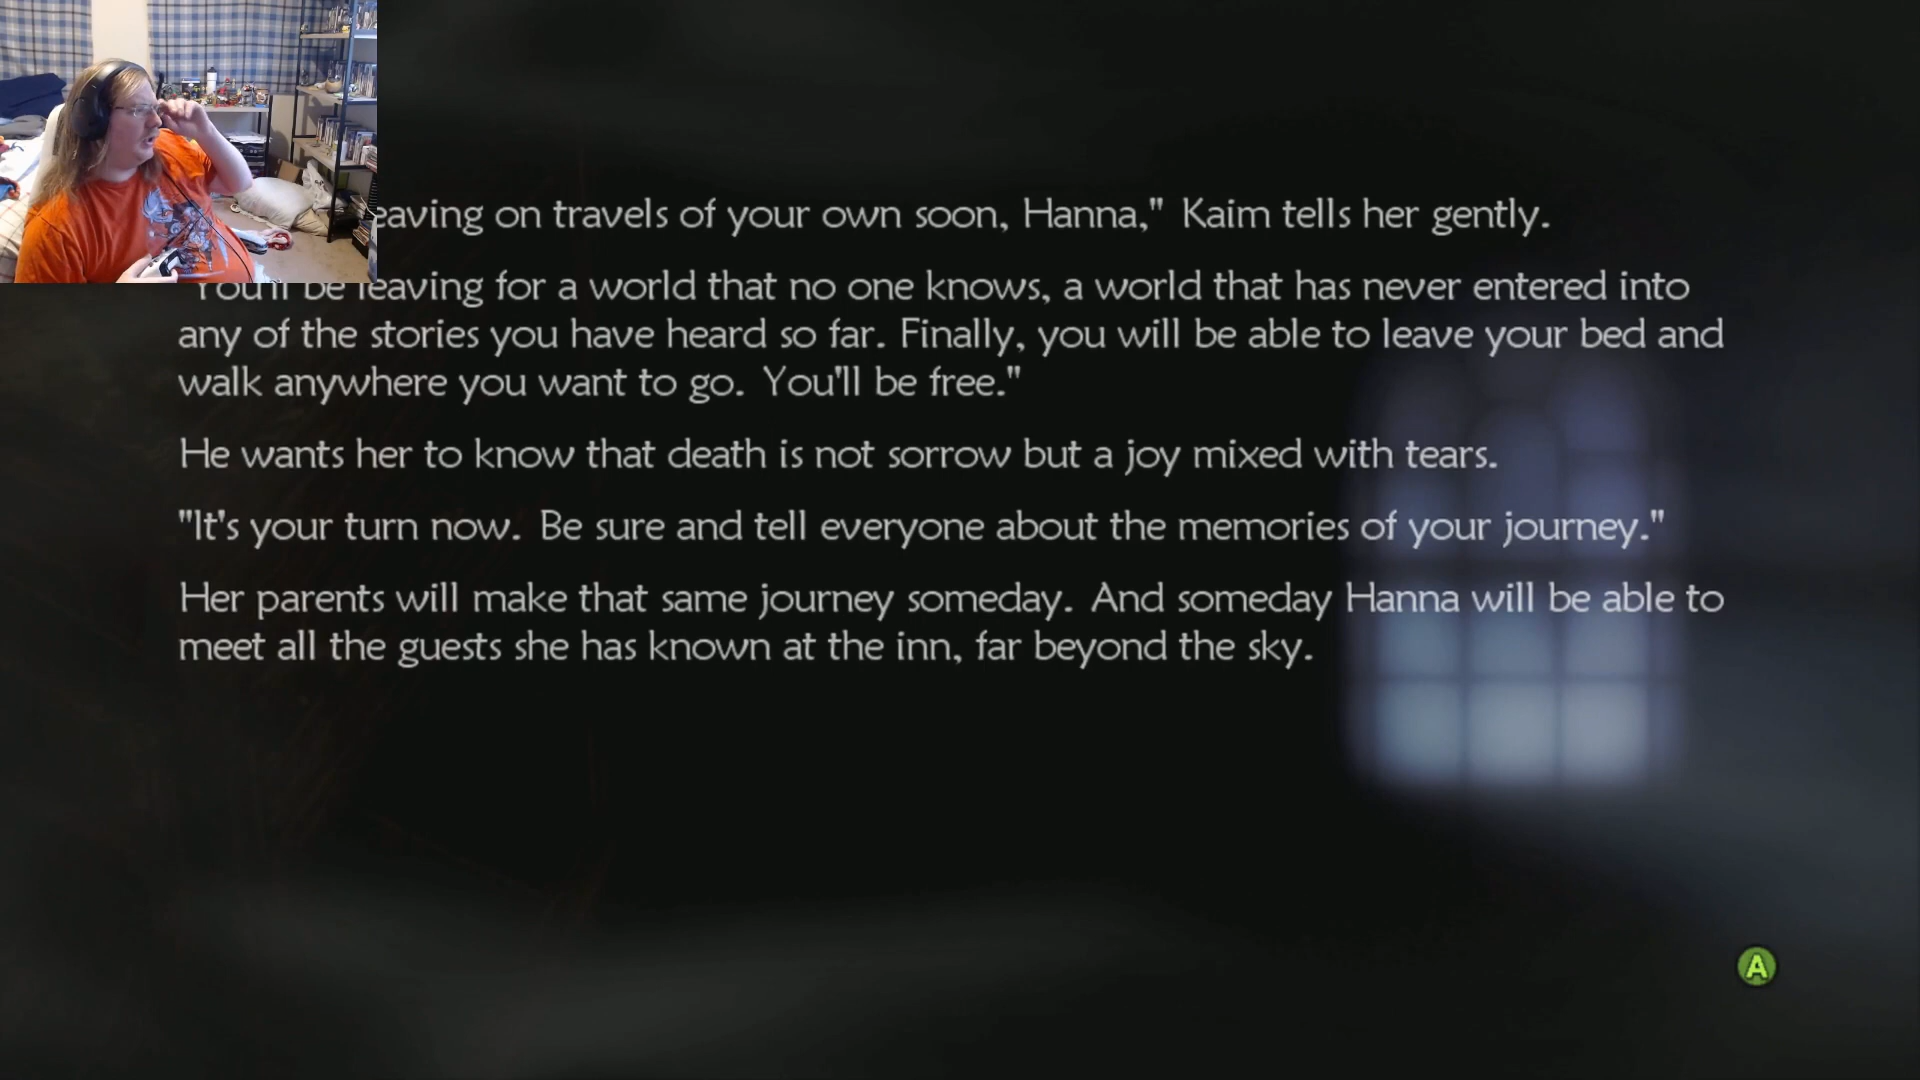 eaving on travels of your own soon, Hanna," Kaim tells her gently.
"You'll be leaving for a world that no one knows, a world that has never entered into
any of the stories you have heard so far. Finally, you will be able to leave your bed and
walk anywhere you want to go. You'll be free."
He wants her to know that death is not sorrow but a joy mixed with tears.
"It's your turn now. Be sure and tell everyone about the memories of your journey."
Her parents will make that same journey someday. And someday Hanna will be able to
meet all the guests she has known at the inn, far beyond the sky.
A